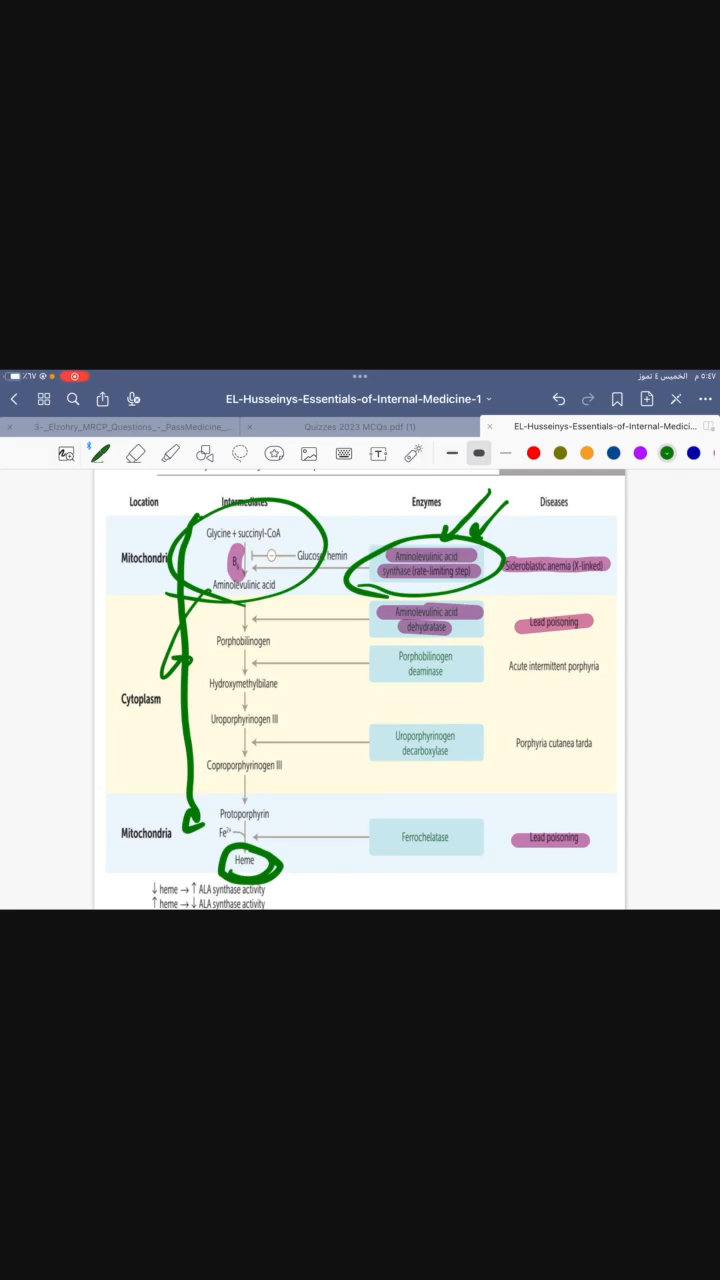 ٪٦٧
٥:٤٧ م الخميس ٤ تموز
EL-Husseinys-Essentials-of-Internal-Medicine-1
3-_Elzohry_MRCP_Questions_-_PassMedicine_...
Quizzes 2023 MCQs.pdf (1)
EL-Husseinys-Essentials-of-Internal-Medici...
Location Intermediates Enzymes Diseases
Glycine + succinyl-CoA
Mitochondri
B
Glucose, hemin
Aminolevulinic acid
synthase (rate-limiting step)
Sideroblastic anemia (X-linked)
Aminolevulinic acid
Aminolevulinic acid
dehydratase
Lead poisoning
Porphobilinogen
Porphobilinogen
deaminase
Acute intermittent porphyria
Hydroxymethylbilane
Cytoplasm
Uroporphyrinogen III
Uroporphyrinogen
decarboxylase
Porphyria cutanea tarda
Coproporphyrinogen III
Protoporphyrin
Mitochondria
Fe²⁺
Ferrochelatase
Lead poisoning
Heme
↓ heme → ↑ ALA synthase activity
↑ heme → ↓ ALA synthase activity